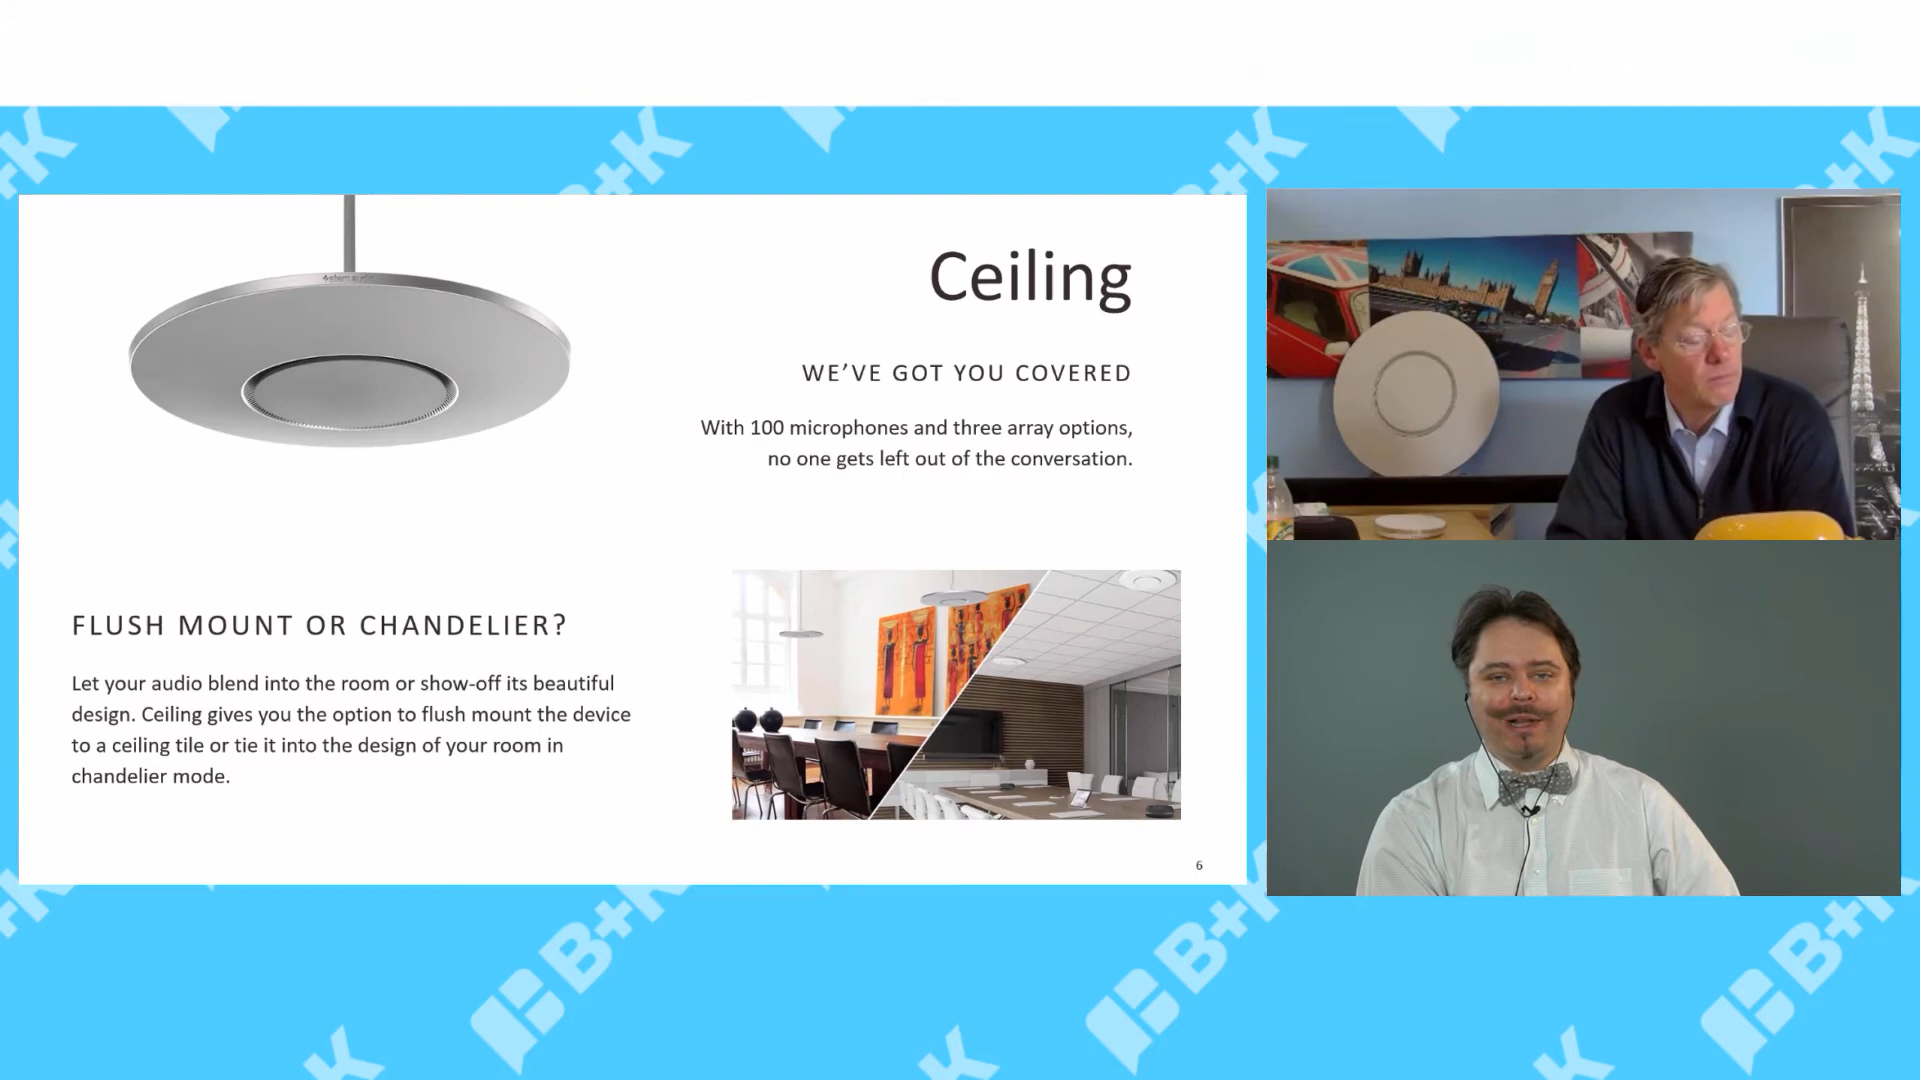 Ceiling
WE’VE GOT YOU COVERED
With 100 microphones and three array options,
no one gets left out of the conversation.
FLUSH MOUNT OR CHANDELIER?
Let your audio blend into the room or show-off its beautiful
design. Ceiling gives you the option to flush mount the device
to a ceiling tile or tie it into the design of your room in
chandelier mode.
6
B+K
B+K
B+K